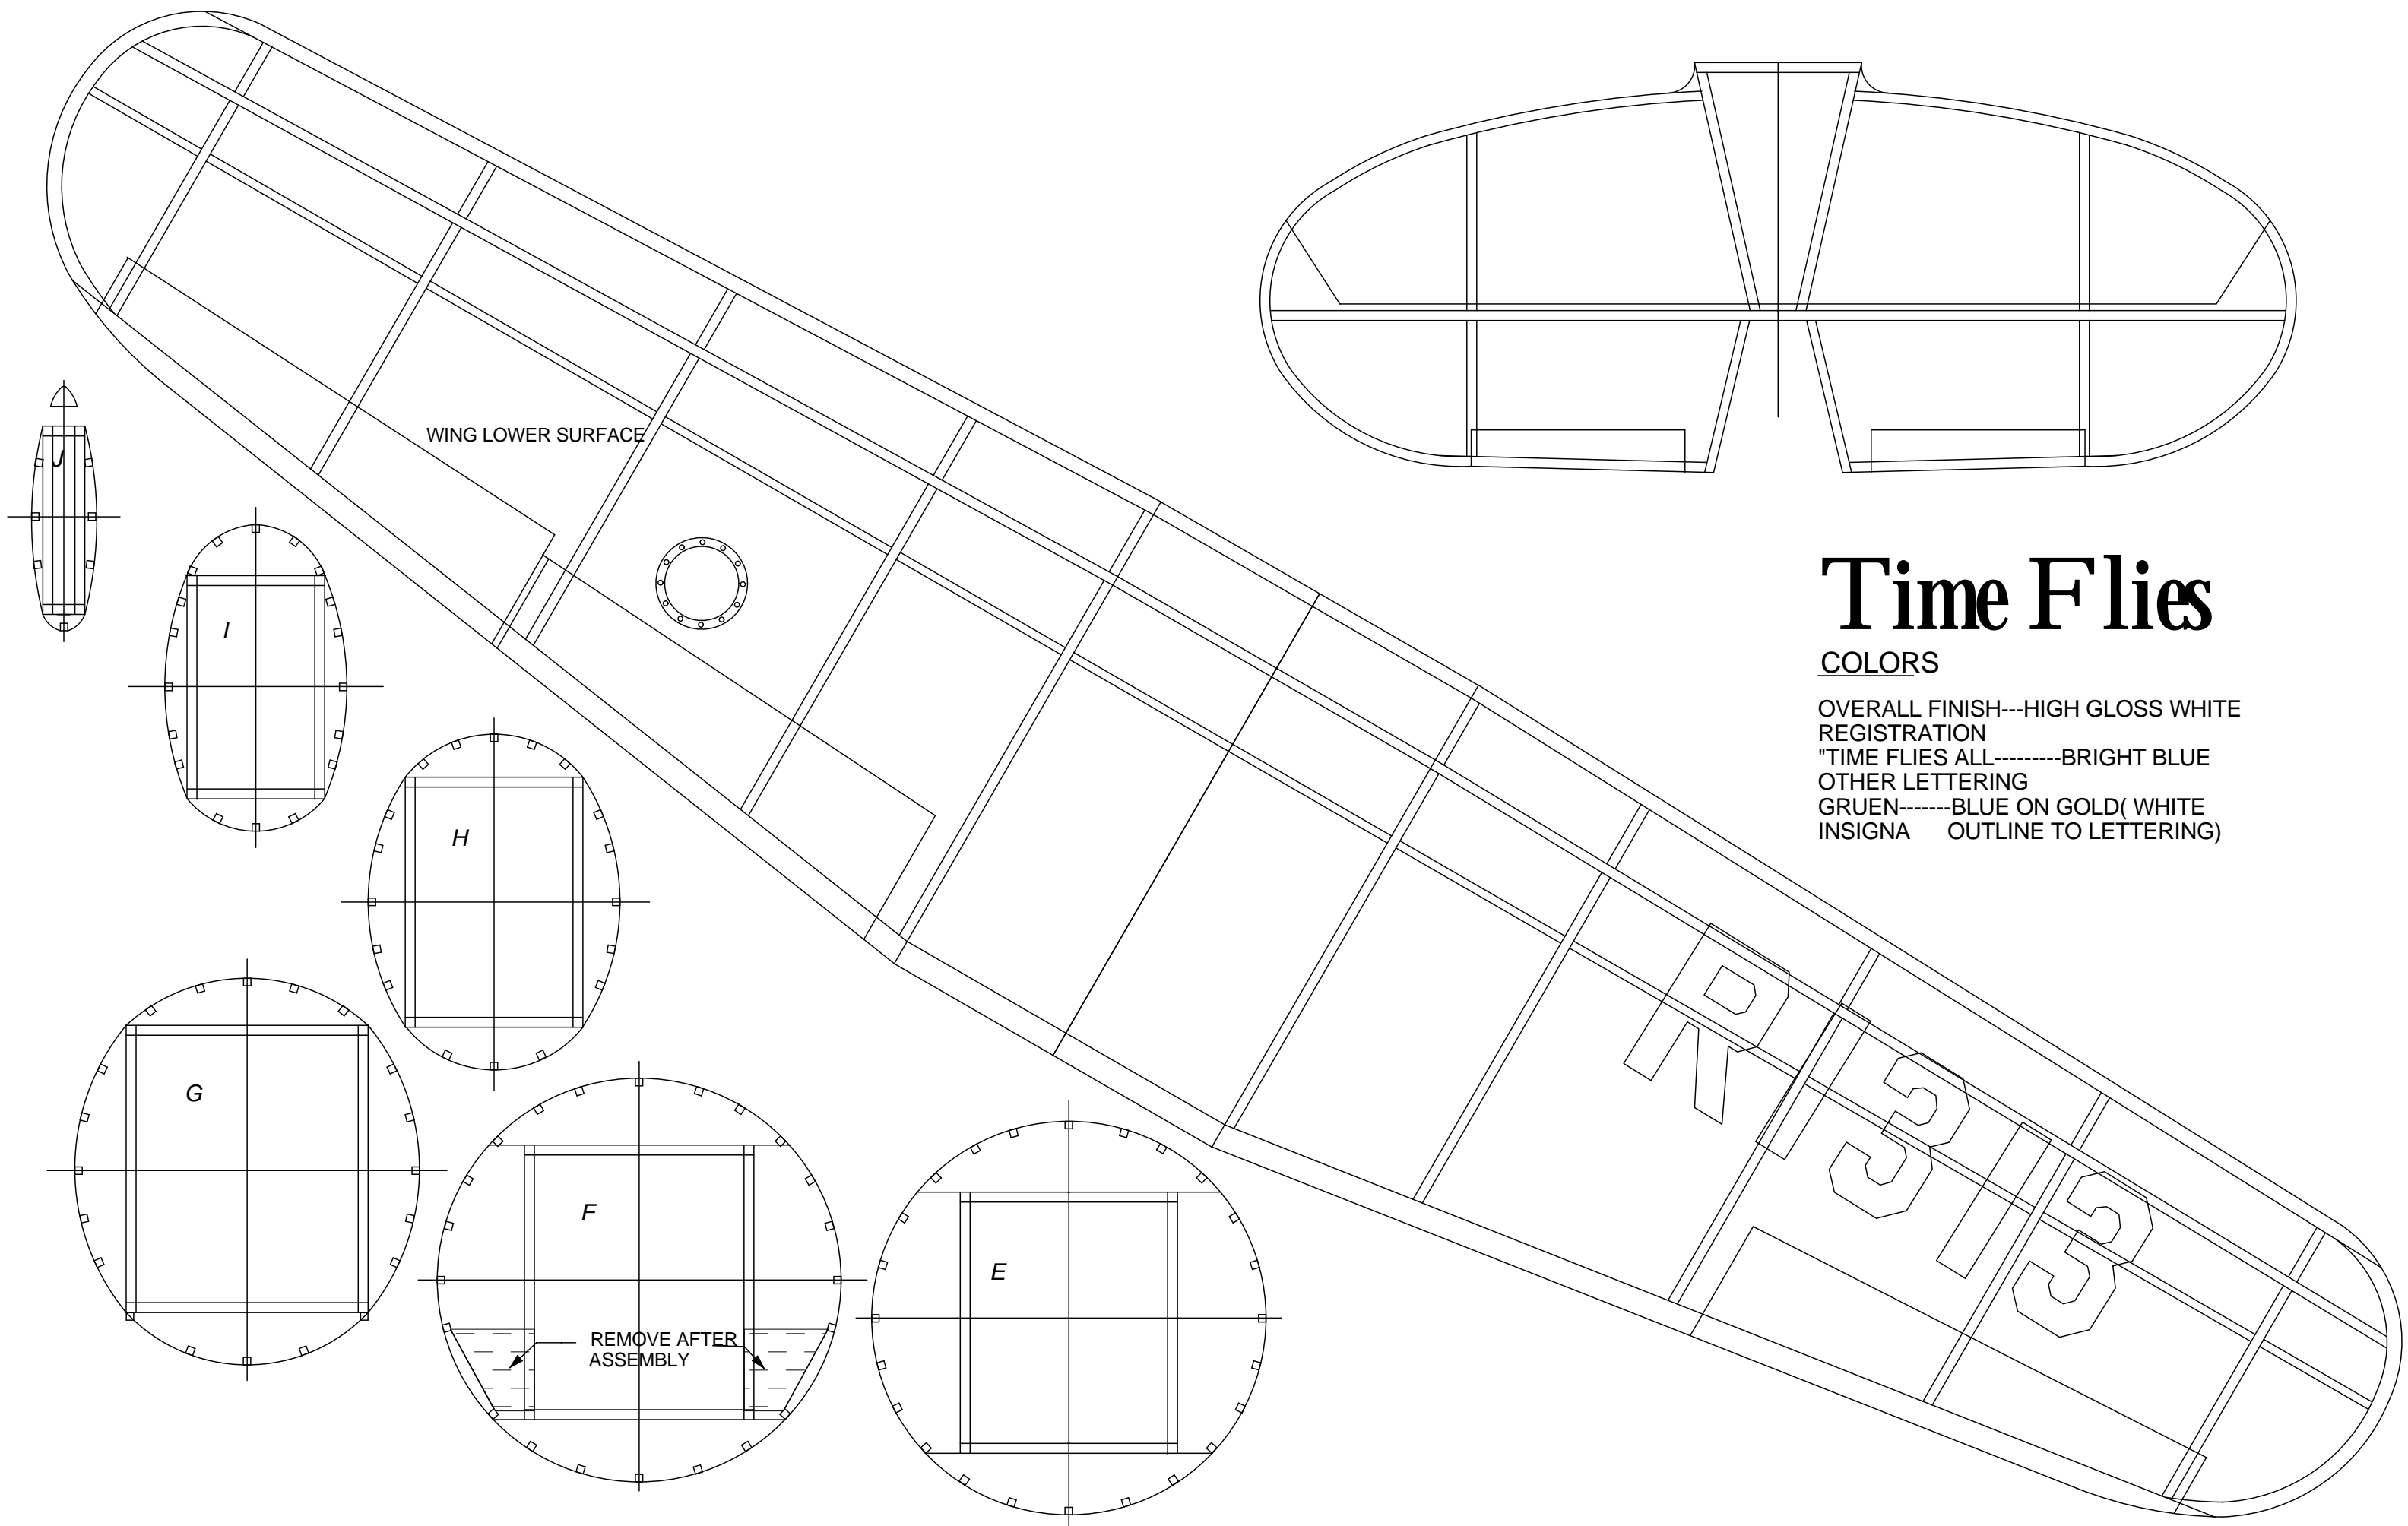 WING LOWER SURFACE
J
I
H
G
F
E
REMOVE AFTER
ASSEMBLY
R1313
Time Flies
COLORS
OVERALL FINISH---HIGH GLOSS WHITE
REGISTRATION
"TIME FLIES ALL---------BRIGHT BLUE
OTHER LETTERING
GRUEN-------BLUE ON GOLD( WHITE
INSIGNA OUTLINE TO LETTERING)